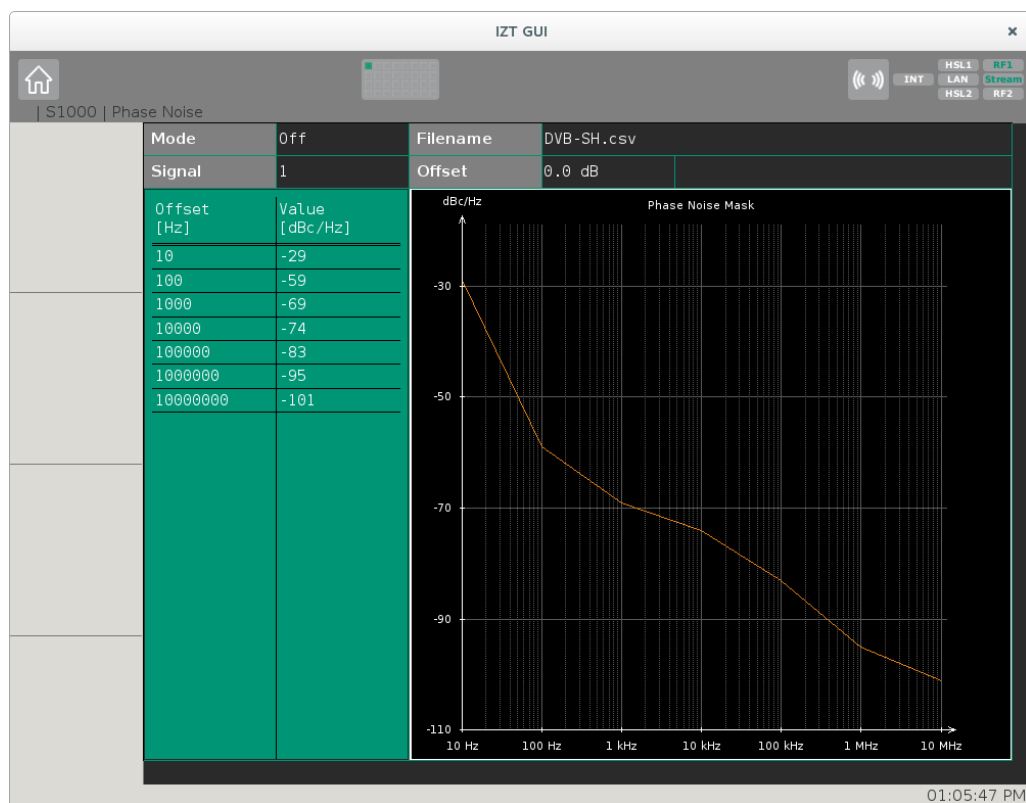 IZT GUI ×
HSL1 RF1
INT LAN Stream
HSL2 RF2
| S1000 | Phase Noise
Mode Off Filename DVB-SH.csv
Signal 1 Offset 0.0 dB
Offset Value
[Hz] [dBc/Hz]
10 -29
100 -59
1000 -69
10000 -74
100000 -83
1000000 -95
10000000 -101
dBc/Hz
Phase Noise Mask
-30
-50
-70
-90
-110
10 Hz 100 Hz 1 kHz 10 kHz 100 kHz 1 MHz 10 MHz
01:05:47 PM